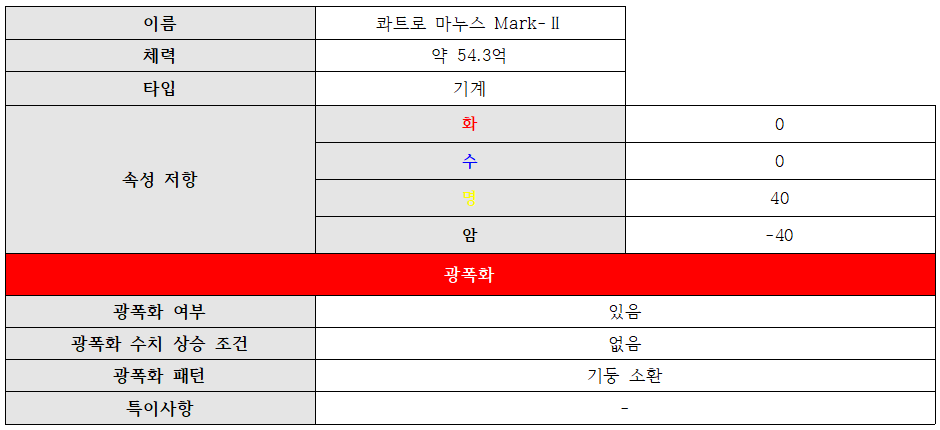 이름 콰트로 마누스 Mark-Ⅱ
체력 약 54.3억
타입 기계
속성 저항
화 0
수 0
명 40
암 -40
광폭화
광폭화 여부 있음
광폭화 수치 상승 조건 없음
광폭화 패턴 기둥 소환
특이사항 -